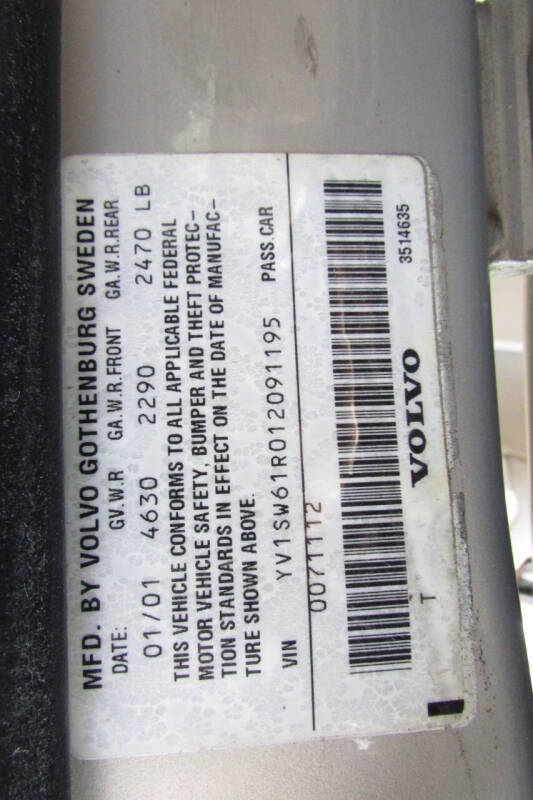 MFD. BY VOLVO GOTHENBURG SWEDEN
DATE: GV.W.R GA.W.R.FRONT GA.W.R.REAR
01/01 4630 2290 2470 LB
THIS VEHICLE CONFORMS TO ALL APPLICABLE FEDERAL
MOTOR VEHICLE SAFETY, BUMPER AND THEFT PROTEC-
TION STANDARDS IN EFFECT ON THE DATE OF MANUFAC-
TURE SHOWN ABOVE.
VIN YV1SW61R012091195 PASS.CAR
0071112
3514635
T VOLVO